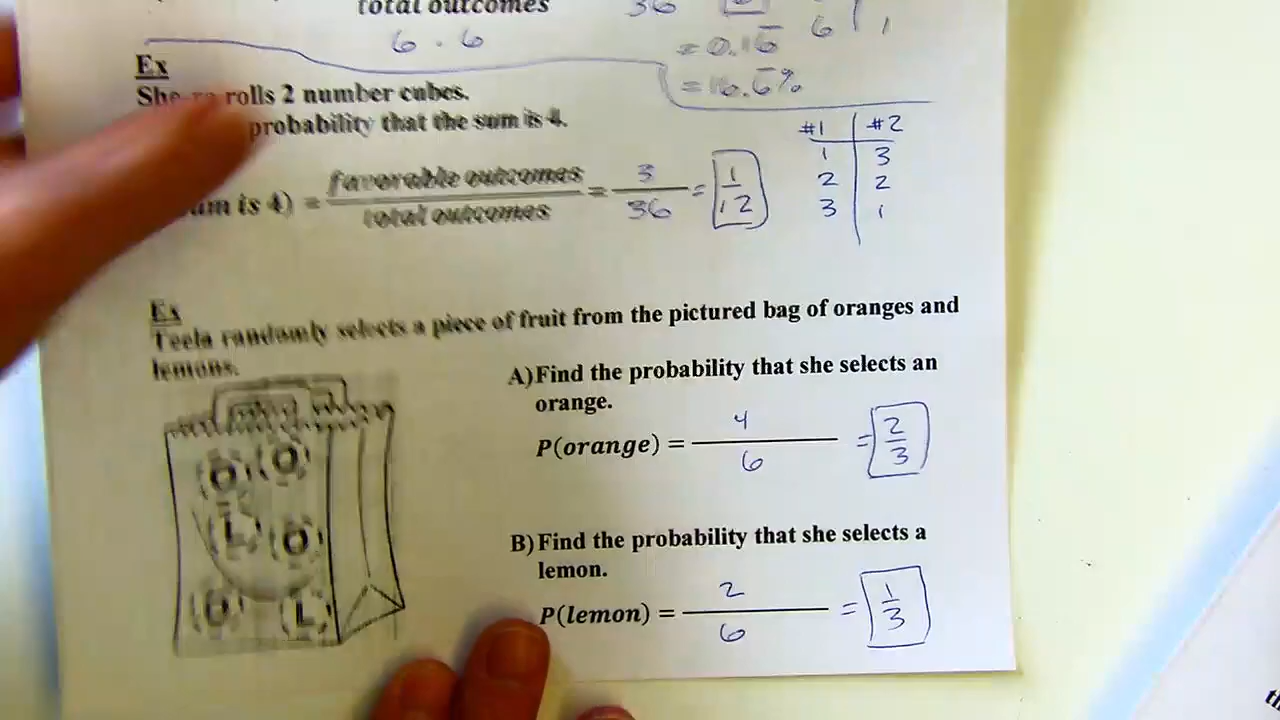 total outcomes
6 · 6
36
6 | 1
= 0.16
= 16.6%
Ex
rolls 2 number cubes.
probability that the sum is 4.
#1 | #2
1 | 3
2 | 2
3 | 1
is 4) = favorable outcomes / total outcomes = 3 / 36 = 1 / 12
Ex
Teela randomly selects a piece of fruit from the pictured bag of oranges and
lemons.
O O
L O
O L
A) Find the probability that she selects an
orange.
P(orange) = 4 / 6 = 2 / 3
B) Find the probability that she selects a
lemon.
P(lemon) = 2 / 6 = 1 / 3